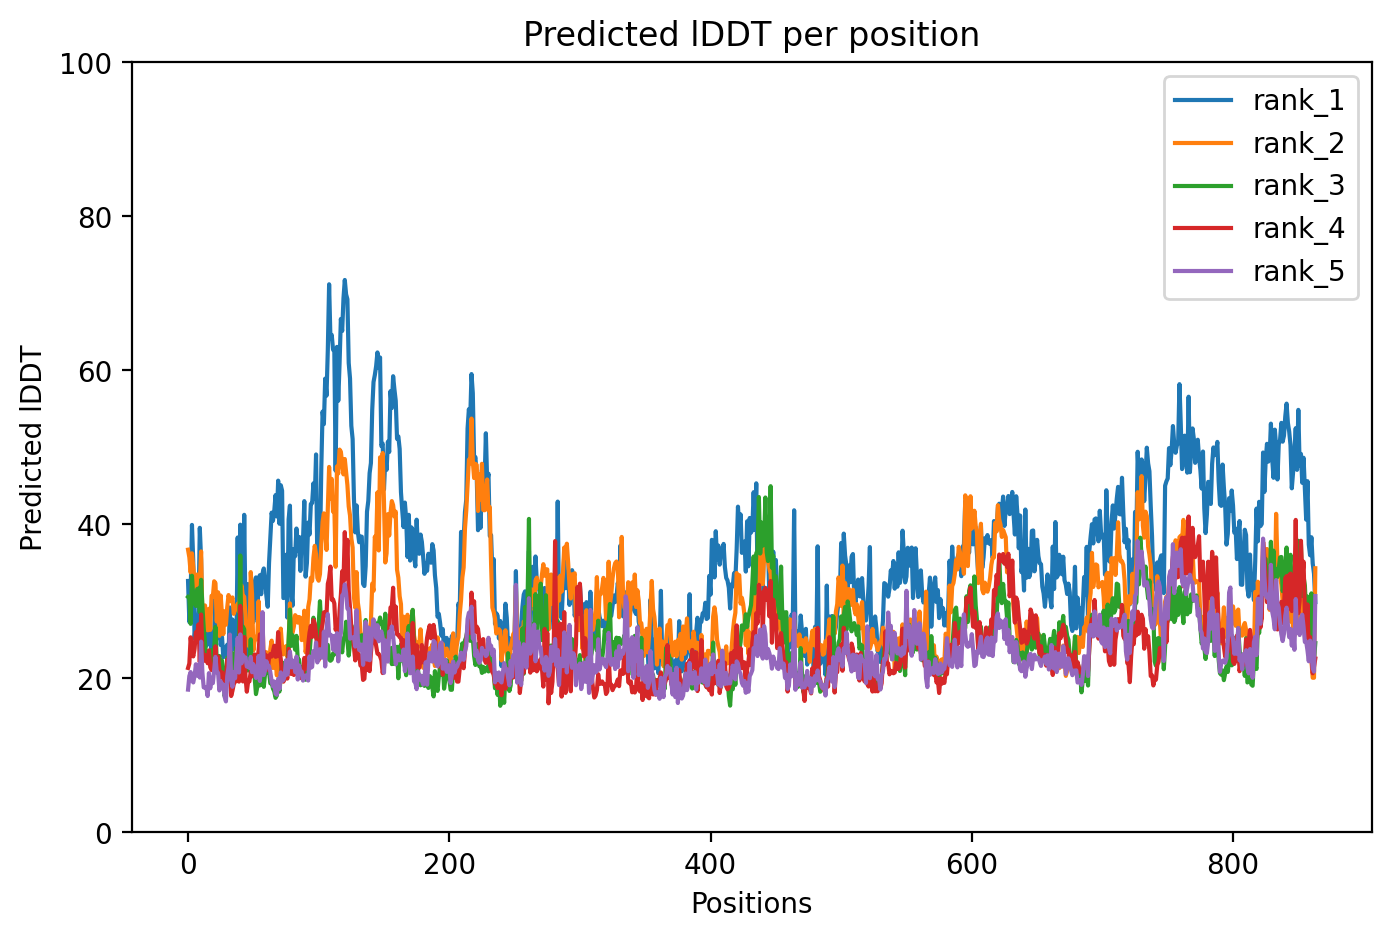 Predicted lDDT per position
100
80
60
40
20
0
Predicted lDDT
0 200 400 600 800
Positions
rank_1
rank_2
rank_3
rank_4
rank_5